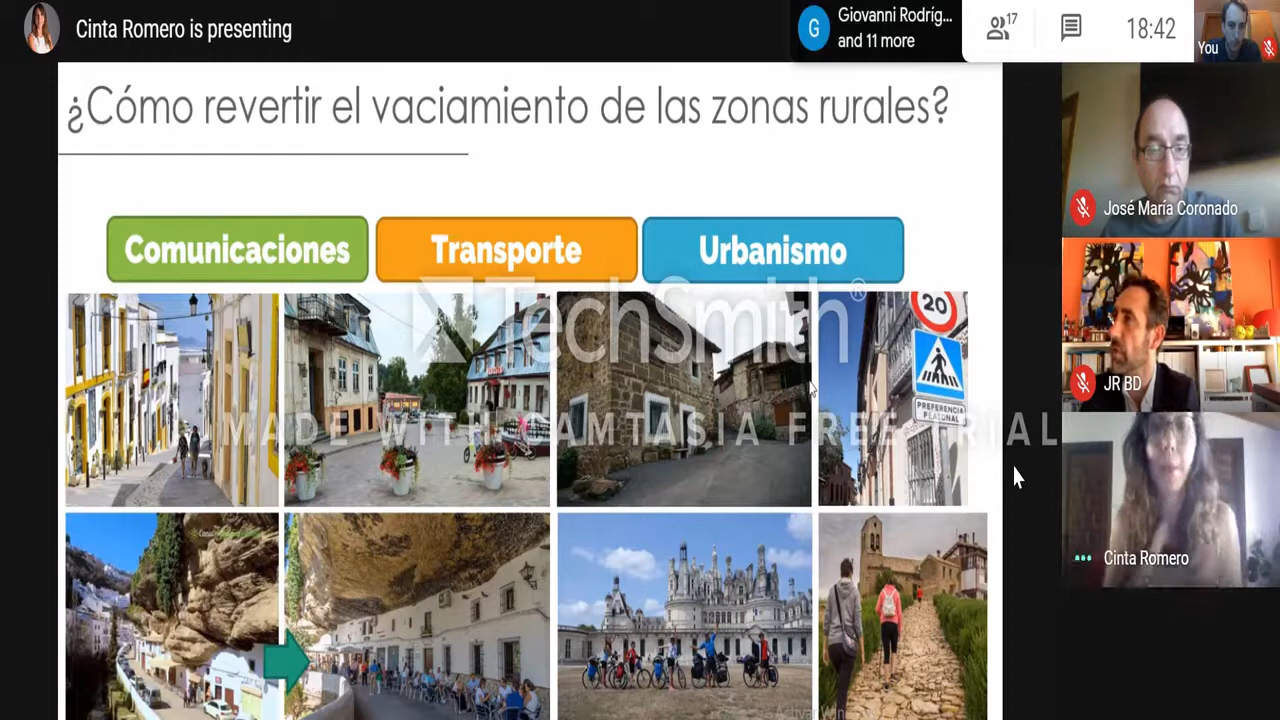 Cinta Romero is presenting
Giovanni Rodríg...
and 11 more
G
17
18:42
You
¿Cómo revertir el vaciamiento de las zonas rurales?
Comunicaciones
Transporte
Urbanismo
TechSmith®
MADE WITH CAMTASIA FREE TRIAL
20
PREFERENCIA
PEATONAL
José María Coronado
JR BD
Cinta Romero